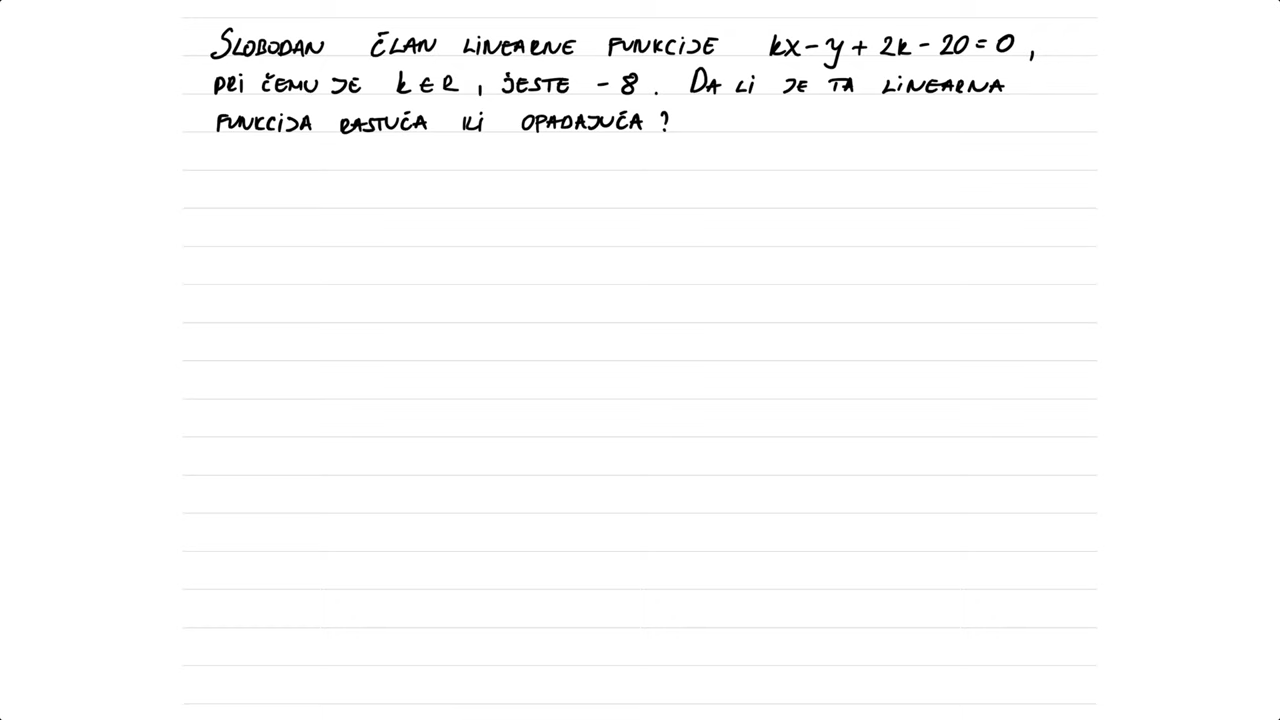 SLOBODAN ČLAN LINEARNE FUNKCIJE kx - y + 2k - 20 = 0,
PRI ČEMU JE k ∈ R, JESTE -8. DA LI JE TA LINEARNA
FUNKCIJA RASTUĆA ILI OPADAJUĆA?